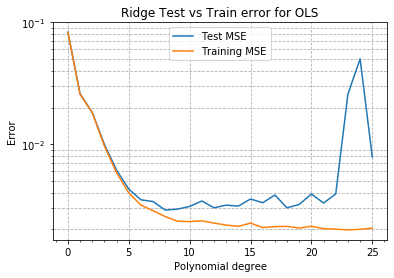 Ridge Test vs Train error for OLS
Test MSE
Training MSE
10⁻¹
10⁻²
Error
0 5 10 15 20 25
Polynomial degree